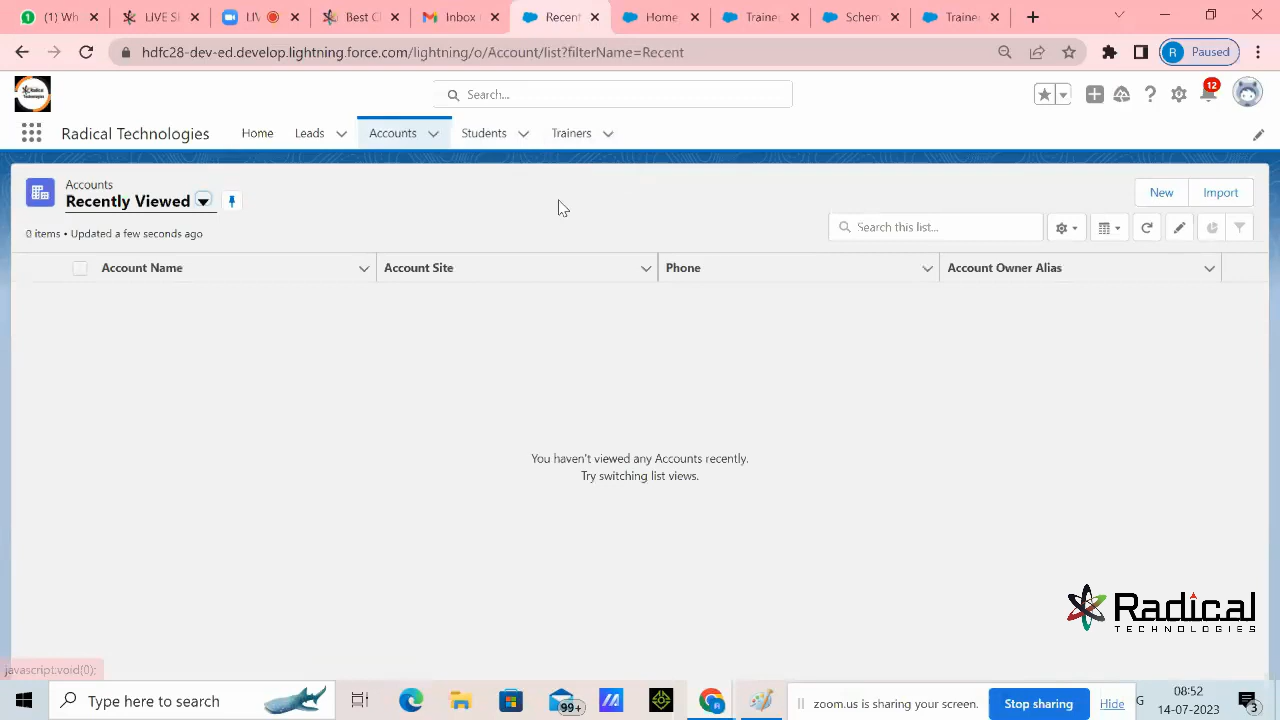 (1) Wh
LIVE SE
LIV
Best C
Inbox
Recent
Home
Traine
Schem
Traine
hdfc28-dev-ed.develop.lightning.force.com/lightning/o/Account/list?filterName=Recent
R Paused
Radical Technologies
Search...
12
Radical Technologies
Home
Leads
Accounts
Students
Trainers
Accounts
Recently Viewed
New
Import
0 items • Updated a few seconds ago
Search this list...
Account Name
Account Site
Phone
Account Owner Alias
You haven't viewed any Accounts recently.
Try switching list views.
Radical
TECHNOLOGIES
javascript:void(0);
Type here to search
99+
zoom.us is sharing your screen.
Stop sharing
Hide
G
08:52
14-07-2023
3